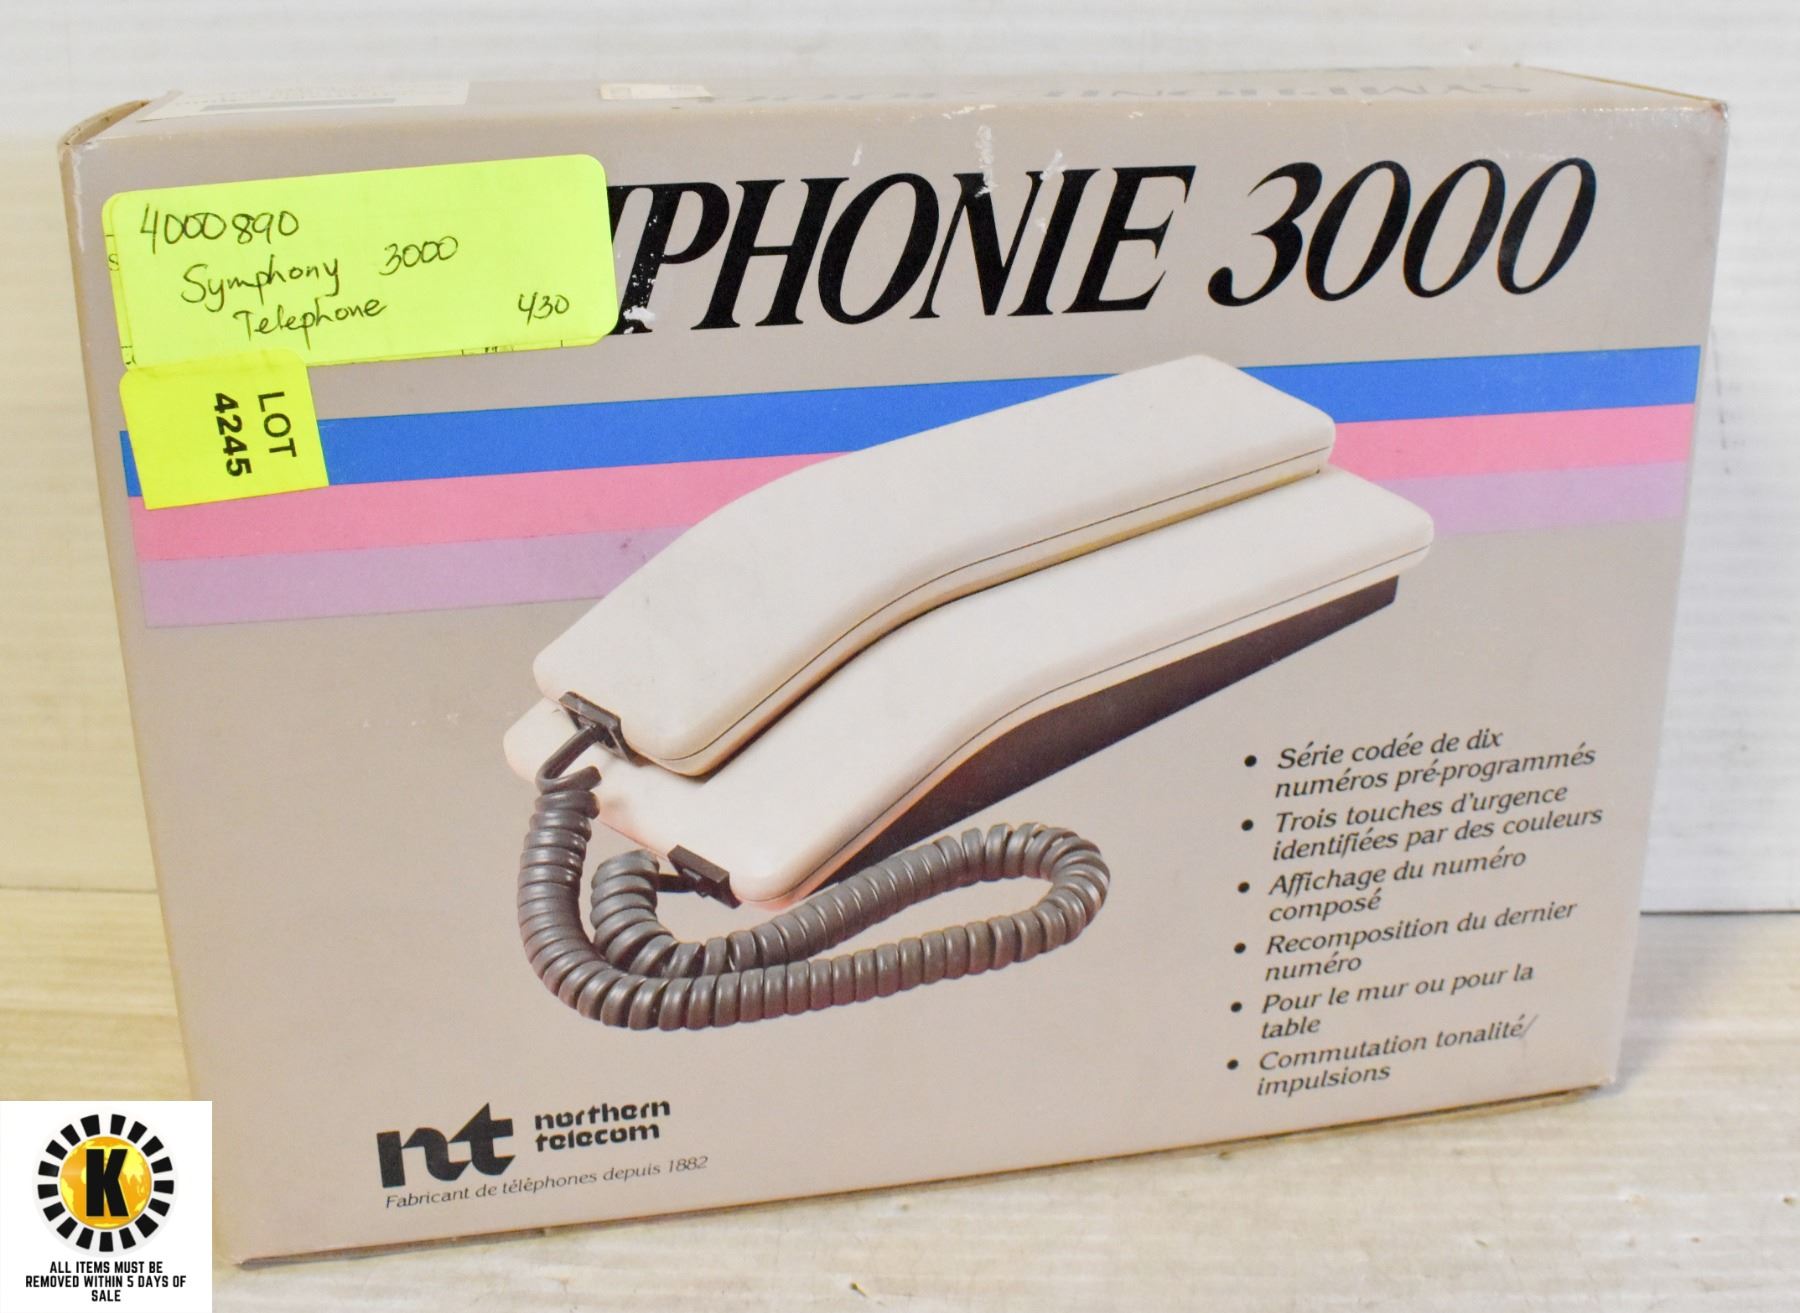 4000890
Symphony 3000
Telephone 4/30
LOT
4245
PHONIE 3000
• Série codée de dix
numéros pré-programmés
• Trois touches d'urgence
identifiées par des couleurs
• Affichage du numéro
composé
• Recomposition du dernier
numéro
• Pour le mur ou pour la
table
• Commutation tonalité/
impulsions
nt northern
telecom
Fabricant de téléphones depuis 1882
K
ALL ITEMS MUST BE
REMOVED WITHIN 5 DAYS OF
SALE